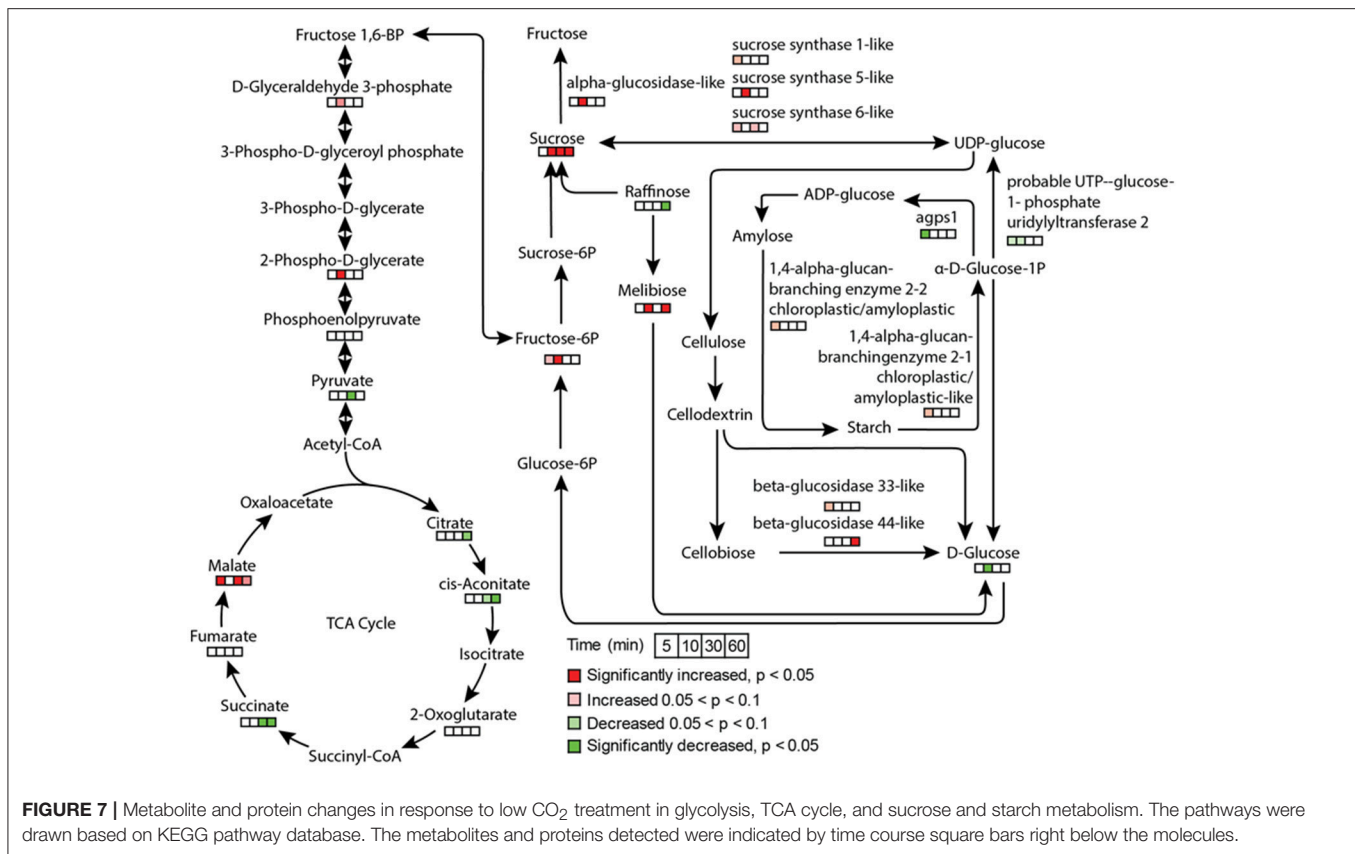 Fructose 1,6-BP
D-Glyceraldehyde 3-phosphate
3-Phospho-D-glyceroyl phosphate
3-Phospho-D-glycerate
2-Phospho-D-glycerate
Phosphoenolpyruvate
Pyruvate
Acetyl-CoA
Oxaloacetate
Citrate
cis-Aconitate
Isocitrate
2-Oxoglutarate
Succinyl-CoA
Succinate
Fumarate
Malate
TCA Cycle
Fructose
alpha-glucosidase-like
Sucrose
Raffinose
Sucrose-6P
Melibiose
Fructose-6P
Glucose-6P
sucrose synthase 1-like
sucrose synthase 5-like
sucrose synthase 6-like
UDP-glucose
probable UTP--glucose-
1- phosphate
uridylyltransferase 2
ADP-glucose
agps1
Amylose
α-D-Glucose-1P
1,4-alpha-glucan-
branching enzyme 2-2
chloroplastic/amyloplastic
1,4-alpha-glucan-
branchingenzyme 2-1
chloroplastic/
amyloplastic-like
Cellulose
Cellodextrin
Starch
beta-glucosidase 33-like
beta-glucosidase 44-like
Cellobiose
D-Glucose
Time (min) 5 10 30 60
Significantly increased, p < 0.05
Increased 0.05 < p < 0.1
Decreased 0.05 < p < 0.1
Significantly decreased, p < 0.05
FIGURE 7 | Metabolite and protein changes in response to low CO2 treatment in glycolysis, TCA cycle, and sucrose and starch metabolism. The pathways were
drawn based on KEGG pathway database. The metabolites and proteins detected were indicated by time course square bars right below the molecules.